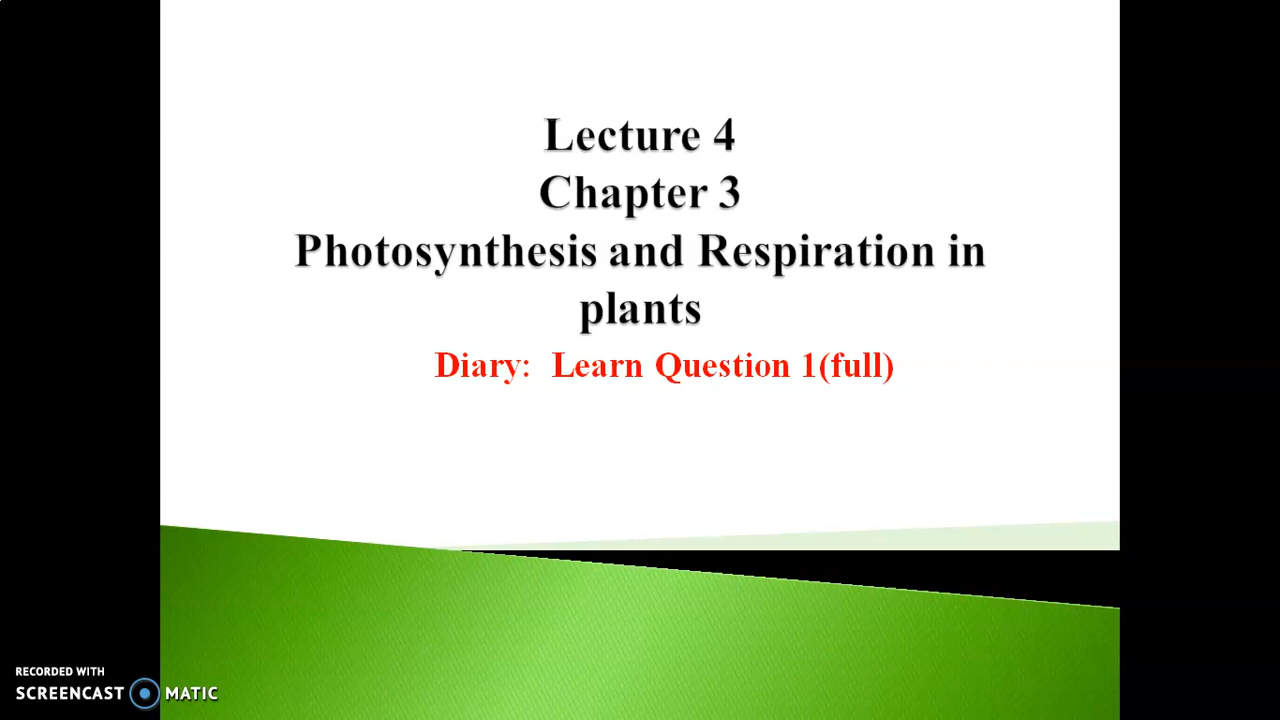 Lecture 4
Chapter 3
Photosynthesis and Respiration in
plants
Diary: Learn Question 1(full)
RECORDED WITH
SCREENCAST MATIC